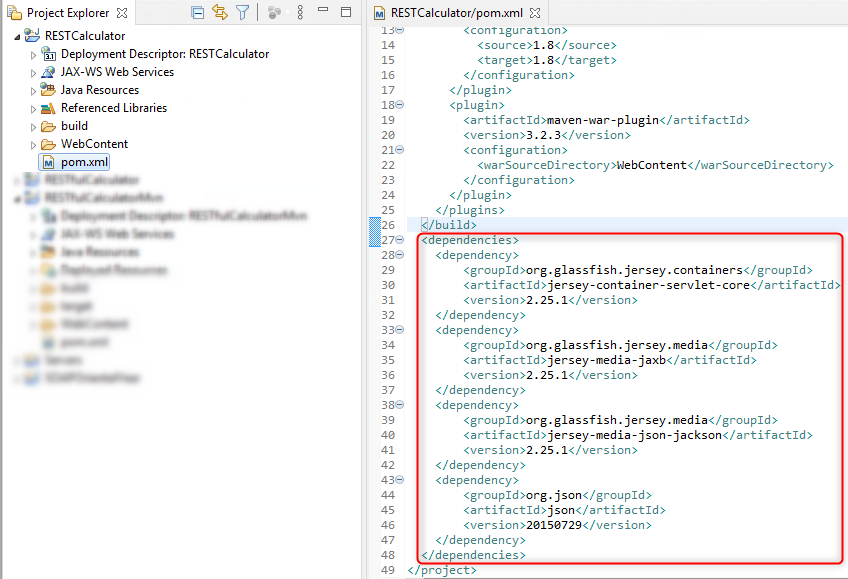 Project Explorer
RESTCalculator
Deployment Descriptor: RESTCalculator
JAX-WS Web Services
Java Resources
Referenced Libraries
build
WebContent
pom.xml
RESTfulCalculator
RESTfulCalculatorMvn
Deployment Descriptor: RESTfulCalculatorMvn
JAX-WS Web Services
Java Resources
Deployed Resources
build
target
WebContent
pom.xml
Servers
RESTCalculator/pom.xml
13 <configuration>
14 <source>1.8</source>
15 <target>1.8</target>
16 </configuration>
17 </plugin>
18 <plugin>
19 <artifactId>maven-war-plugin</artifactId>
20 <version>3.2.3</version>
21 <configuration>
22 <warSourceDirectory>WebContent</warSourceDirectory>
23 </configuration>
24 </plugin>
25 </plugins>
26 </build>
27 <dependencies>
28 <dependency>
29 <groupId>org.glassfish.jersey.containers</groupId>
30 <artifactId>jersey-container-servlet-core</artifactId>
31 <version>2.25.1</version>
32 </dependency>
33 <dependency>
34 <groupId>org.glassfish.jersey.media</groupId>
35 <artifactId>jersey-media-jaxb</artifactId>
36 <version>2.25.1</version>
37 </dependency>
38 <dependency>
39 <groupId>org.glassfish.jersey.media</groupId>
40 <artifactId>jersey-media-json-jackson</artifactId>
41 <version>2.25.1</version>
42 </dependency>
43 <dependency>
44 <groupId>org.json</groupId>
45 <artifactId>json</artifactId>
46 <version>20150729</version>
47 </dependency>
48 </dependencies>
49 </project>